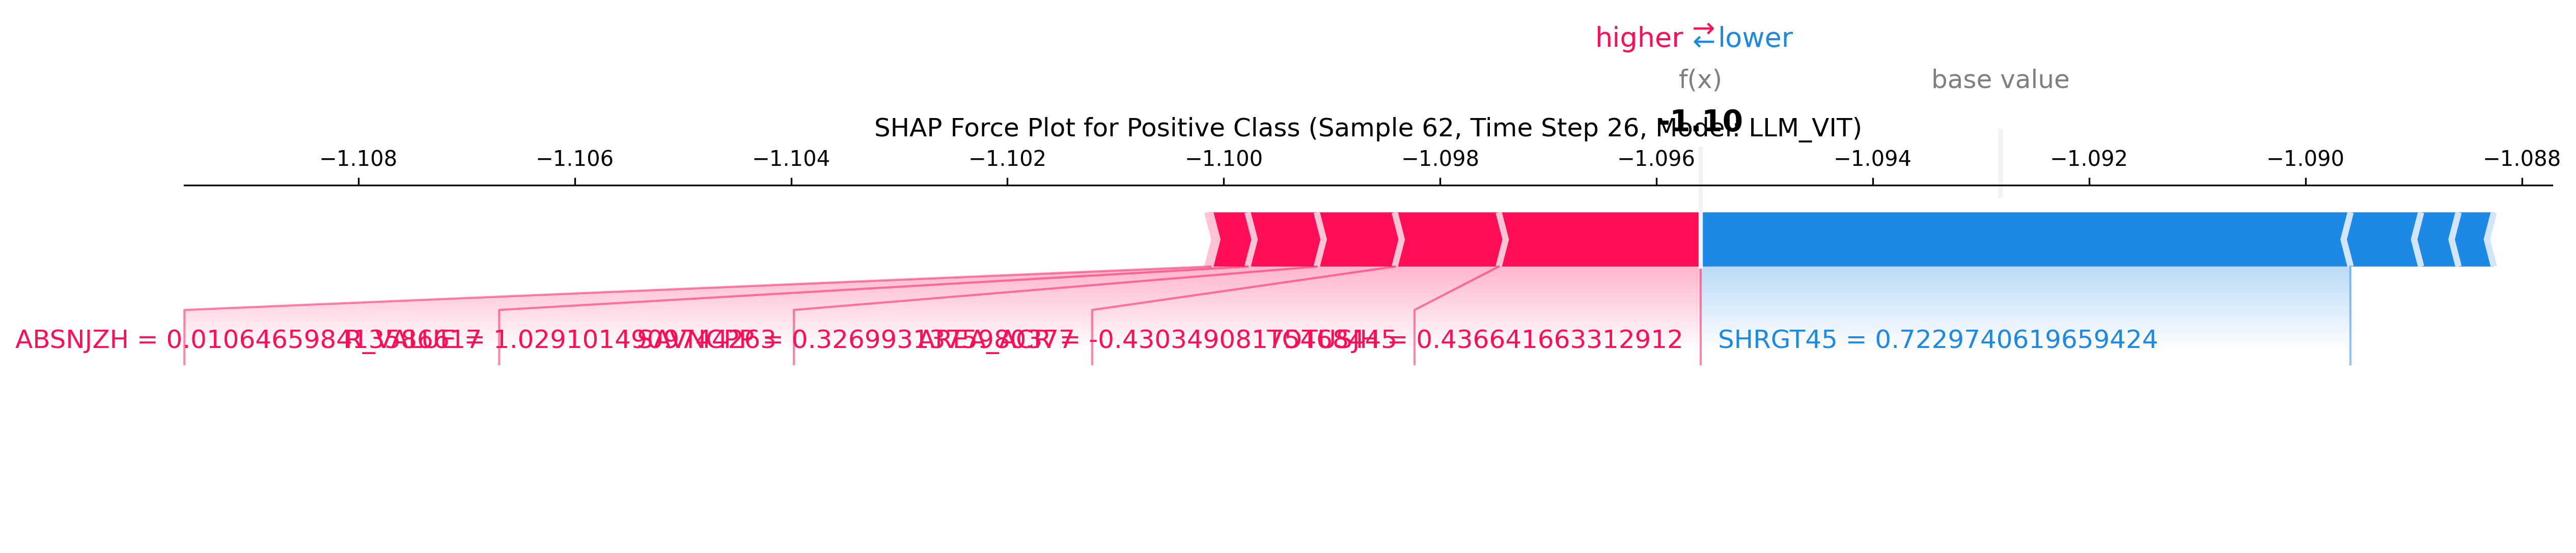 higher ⇄ lower
f(x)
base value
-1.10
SHAP Force Plot for Positive Class (Sample 62, Time Step 26, Model: LLM_VIT)
−1.108 −1.106 −1.104 −1.102 −1.100 −1.098 −1.096 −1.094 −1.092 −1.090 −1.088
ABSNJZH = 0.010646598413586617 R_VALUE = 1.0291014909744263 SAVNCPP = 0.3269931375980377 AREA_ACR = -0.43034908175468445 TOTUSJH = 0.436641663312912 SHRGT45 = 0.7229740619659424